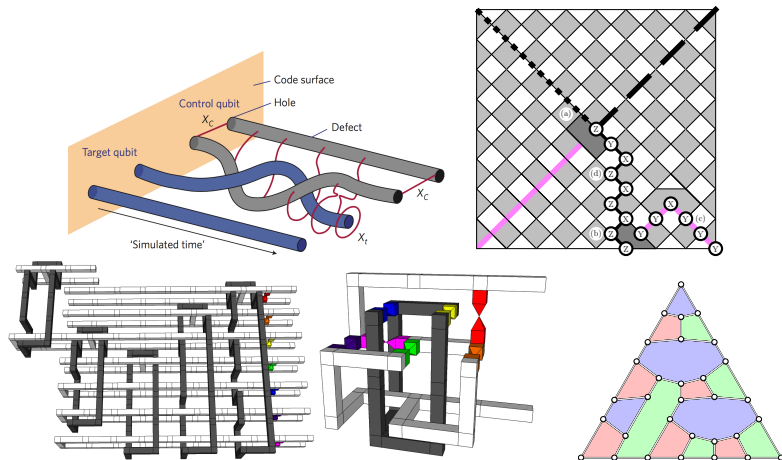 Code surface
Control qubit
Hole
X_C
Defect
Target qubit
X_C
X_t
'Simulated time'
(a)
Z
Y
X
(d)
Z
X
Z
X
X
(b)
Z
Y
Y
(c)
Z
Y
Y